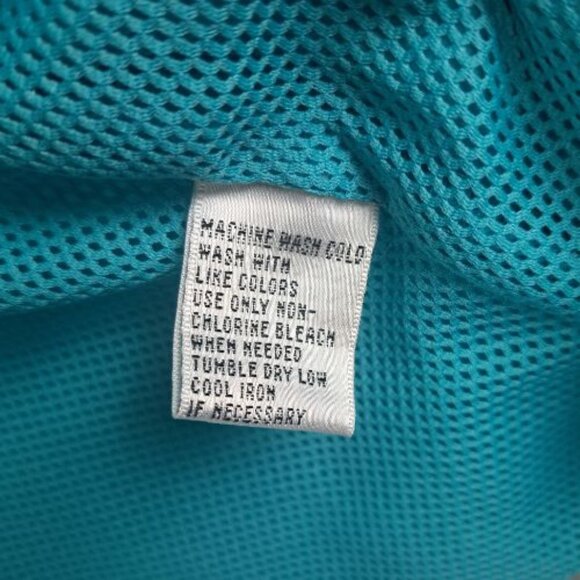 MACHINE WASH COLD
WASH WITH
LIKE COLORS
USE ONLY NON-
CHLORINE BLEACH
WHEN NEEDED
TUMBLE DRY LOW
COOL IRON
IF NECESSARY